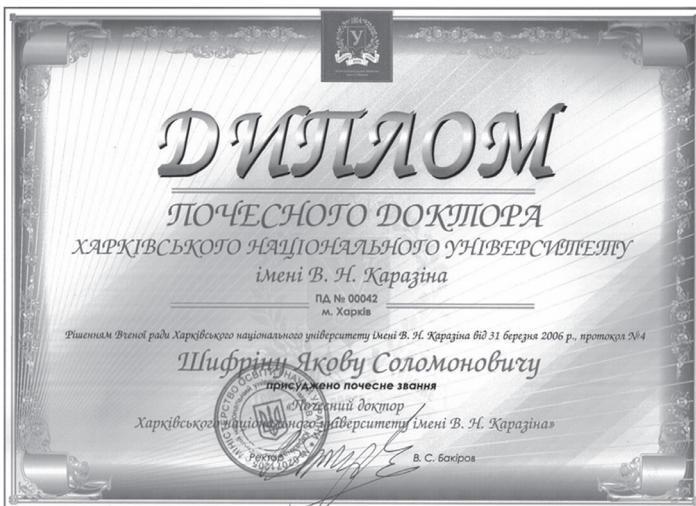 ДИПЛОМ
ПОЧЕСНОГО ДОКТОРА
ХАРКІВСЬКОГО НАЦІОНАЛЬНОГО УНІВЕРСИТЕТУ
імені В. Н. Каразіна
ПД № 00042
м. Харків
Рішенням Вченої ради Харківського національного університету імені В. Н. Каразіна від 31 березня 2006 р., протокол №4
Шифріну Якову Соломоновичу
присуджено почесне звання
«Почесний доктор
Харківського національного університету імені В. Н. Каразіна»
Ректор В. С. Бакіров